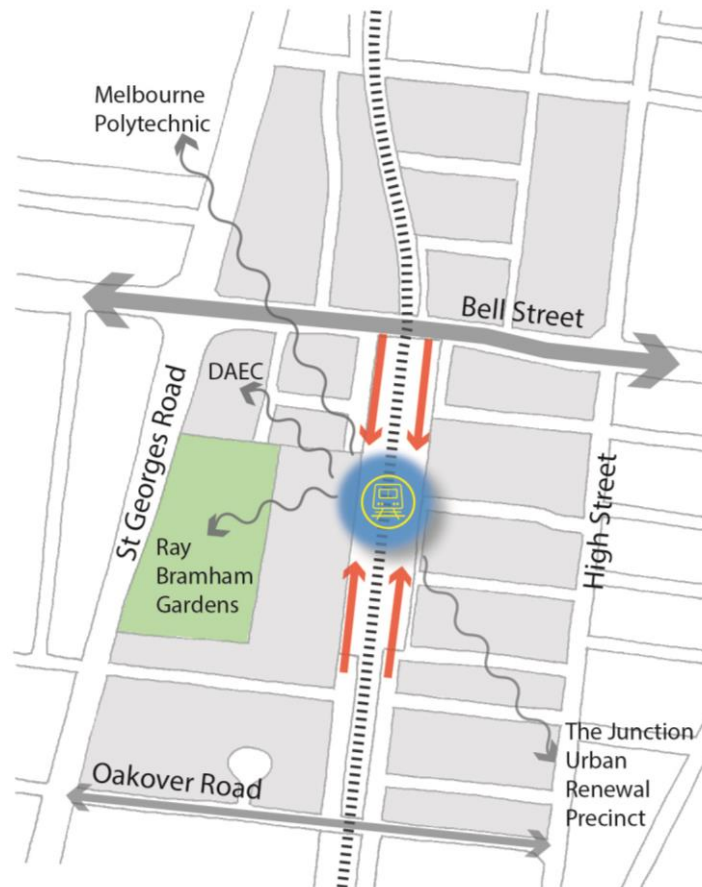 Melbourne
Polytechnic
Bell Street
DAEC
St Georges Road
High Street
Ray
Bramham
Gardens
The Junction
Urban
Renewal
Precinct
Oakover Road